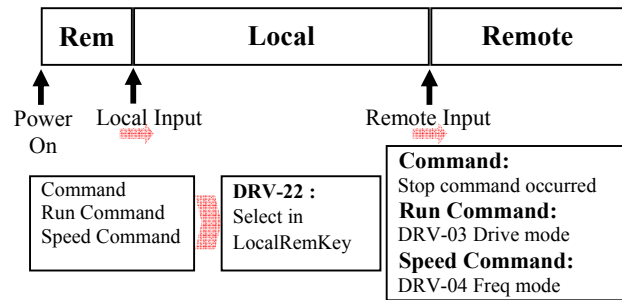 Rem Local Remote
Power On
Local Input
Remote Input
Command
Run Command
Speed Command
DRV-22 :
Select in
LocalRemKey
Command:
Stop command occurred
Run Command:
DRV-03 Drive mode
Speed Command:
DRV-04 Freq mode